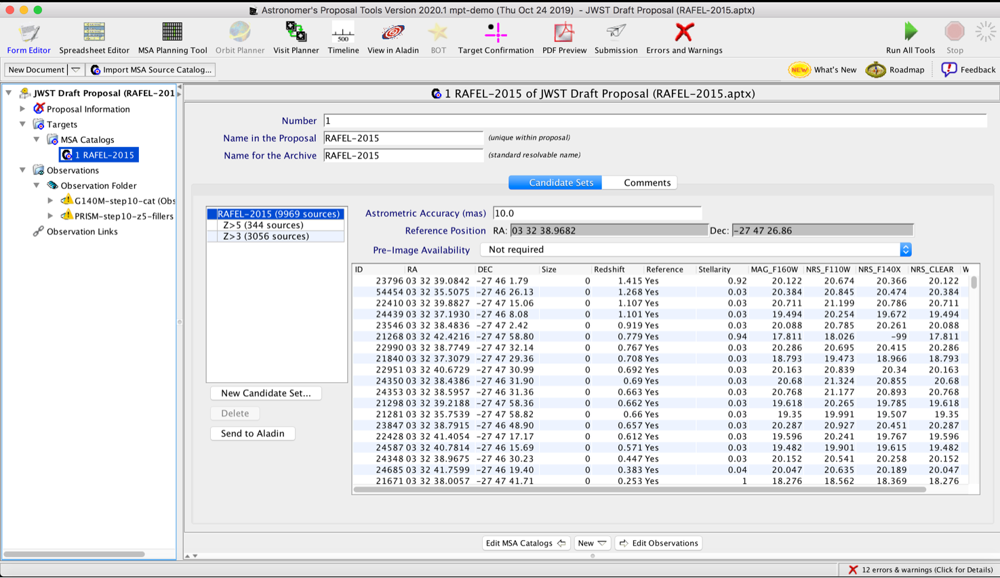 Astronomer's Proposal Tools Version 2020.1 mpt-demo (Thu Oct 24 2019)  - JWST Draft Proposal (RAFEL-2015.aptx)
Form Editor Spreadsheet Editor MSA Planning Tool Orbit Planner Visit Planner 500 Timeline View in Aladin BOT Target Confirmation PDF Preview Submission Errors and Warnings Run All Tools Stop
New Document Import MSA Source Catalog... NEW What's New Roadmap Feedback
JWST Draft Proposal (RAFEL-201
Proposal Information
Targets
MSA Catalogs
1 RAFEL-2015
Observations
Observation Folder
G140M-step10-cat (Obs
PRISM-step10-z5-fillers
Observation Links
1 RAFEL-2015 of JWST Draft Proposal (RAFEL-2015.aptx)
Number 1
Name in the Proposal RAFEL-2015 (unique within proposal)
Name for the Archive RAFEL-2015 (standard resolvable name)
Candidate Sets Comments
RAFEL-2015 (9969 sources)
Z>5 (344 sources)
Z>3 (3056 sources)
New Candidate Set...
Delete
Send to Aladin
Astrometric Accuracy (mas) 10.0
Reference Position RA: 03 32 38.9682 Dec: -27 47 26.86
Pre-Image Availability Not required
ID RA DEC Size Redshift Reference Stellarity MAG_F160W NRS_F110W NRS_F140X NRS_CLEAR W
23796 03 32 39.0842 -27 46 1.79 0 1.415 Yes 0.92 20.122 20.674 20.366 20.122
54454 03 32 35.5075 -27 46 26.13 0 1.268 Yes 0.03 20.384 20.845 20.474 20.384
22410 03 32 39.8827 -27 47 15.06 0 1.107 Yes 0.03 20.711 21.199 20.786 20.711
24439 03 32 37.1930 -27 46 8.08 0 1.101 Yes 0.03 19.494 20.254 19.672 19.494
23546 03 32 38.4836 -27 47 2.42 0 0.919 Yes 0.03 20.088 20.785 20.261 20.088
21268 03 32 42.4216 -27 47 58.80 0 0.779 Yes 0.94 17.811 18.026 -99 17.811
22990 03 32 38.7749 -27 47 32.14 0 0.767 Yes 0.03 20.286 20.695 20.415 20.286
21840 03 32 37.3079 -27 47 29.36 0 0.708 Yes 0.03 18.793 19.473 18.966 18.793
22951 03 32 40.6729 -27 47 30.99 0 0.692 Yes 0.03 20.163 20.839 20.34 20.163
24350 03 32 38.4386 -27 46 31.90 0 0.69 Yes 0.03 20.68 21.324 20.855 20.68
24353 03 32 38.5957 -27 46 31.36 0 0.663 Yes 0.03 20.768 21.177 20.893 20.768
21298 03 32 39.2188 -27 47 58.36 0 0.662 Yes 0.03 19.618 20.265 19.785 19.618
21281 03 32 35.7539 -27 47 58.82 0 0.66 Yes 0.03 19.35 19.991 19.507 19.35
23847 03 32 38.7915 -27 46 48.90 0 0.657 Yes 0.03 20.287 20.927 20.451 20.287
22428 03 32 41.4054 -27 47 17.17 0 0.612 Yes 0.03 19.596 20.241 19.767 19.596
24587 03 32 40.7814 -27 46 15.69 0 0.571 Yes 0.03 19.482 19.901 19.615 19.482
24348 03 32 38.9675 -27 46 30.23 0 0.447 Yes 0.03 20.152 20.541 20.258 20.152
24685 03 32 41.7599 -27 46 19.40 0 0.383 Yes 0.04 20.047 20.635 20.189 20.047
21671 03 32 38.0057 -27 47 41.71 0 0.253 Yes 1 18.276 18.562 18.369 18.276
Edit MSA Catalogs New Edit Observations
12 errors & warnings (Click for Details)